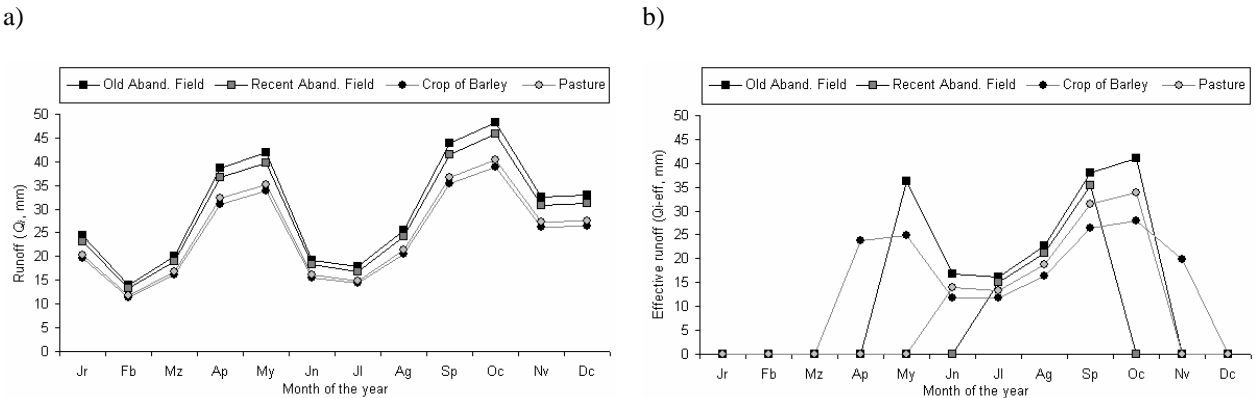 a)
b)
Old Aband. Field Recent Aband. Field Crop of Barley Pasture
50
45
40
35
30
25
20
15
10
5
0
Runoff (Qi, mm)
Jr Fb Mz Ap My Jn Jl Ag Sp Oc Nv Dc
Month of the year
Old Aband. Field Recent Aband. Field Crop of Barley Pasture
50
45
40
35
30
25
20
15
10
5
0
Effective runoff (Qi-eff, mm)
Jr Fb Mz Ap My Jn Jl Ag Sp Oc Nv Dc
Month of the year